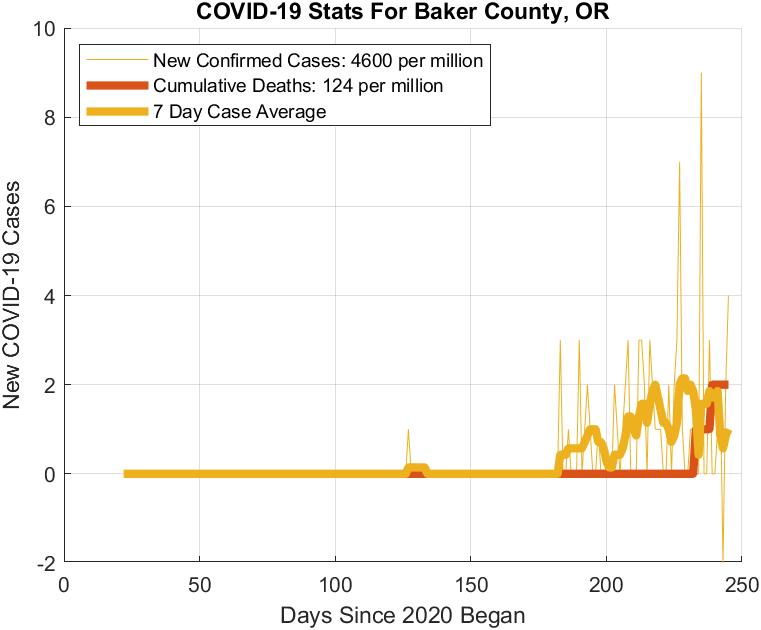 COVID-19 Stats For Baker County, OR
New Confirmed Cases: 4600 per million
Cumulative Deaths: 124 per million
7 Day Case Average
New COVID-19 Cases
10
8
6
4
2
0
-2
0 50 100 150 200 250
Days Since 2020 Began